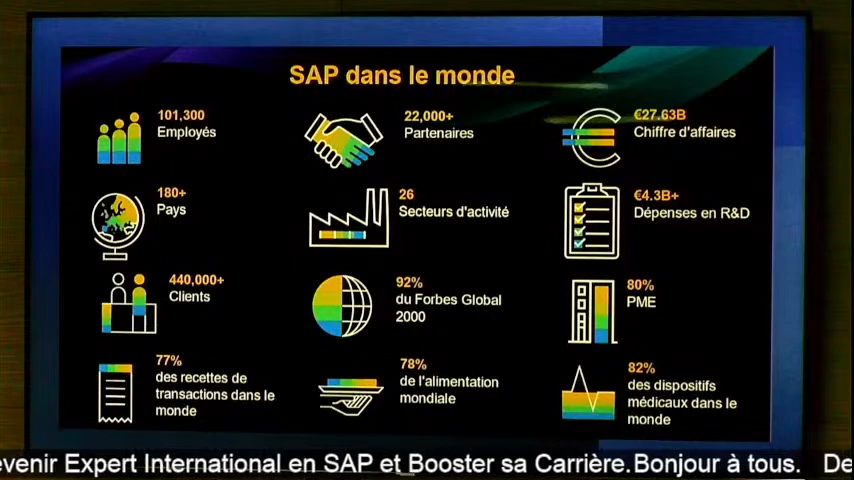 SAP dans le monde
101,300
Employés
22,000+
Partenaires
€27.63B
Chiffre d'affaires
180+
Pays
26
Secteurs d'activité
€4.3B+
Dépenses en R&D
440,000+
Clients
92%
du Forbes Global
2000
80%
PME
77%
des recettes de
transactions dans le
monde
78%
de l'alimentation
mondiale
82%
des dispositifs
médicaux dans le
monde
evenir Expert International en SAP et Booster sa Carrière.Bonjour à tous. De